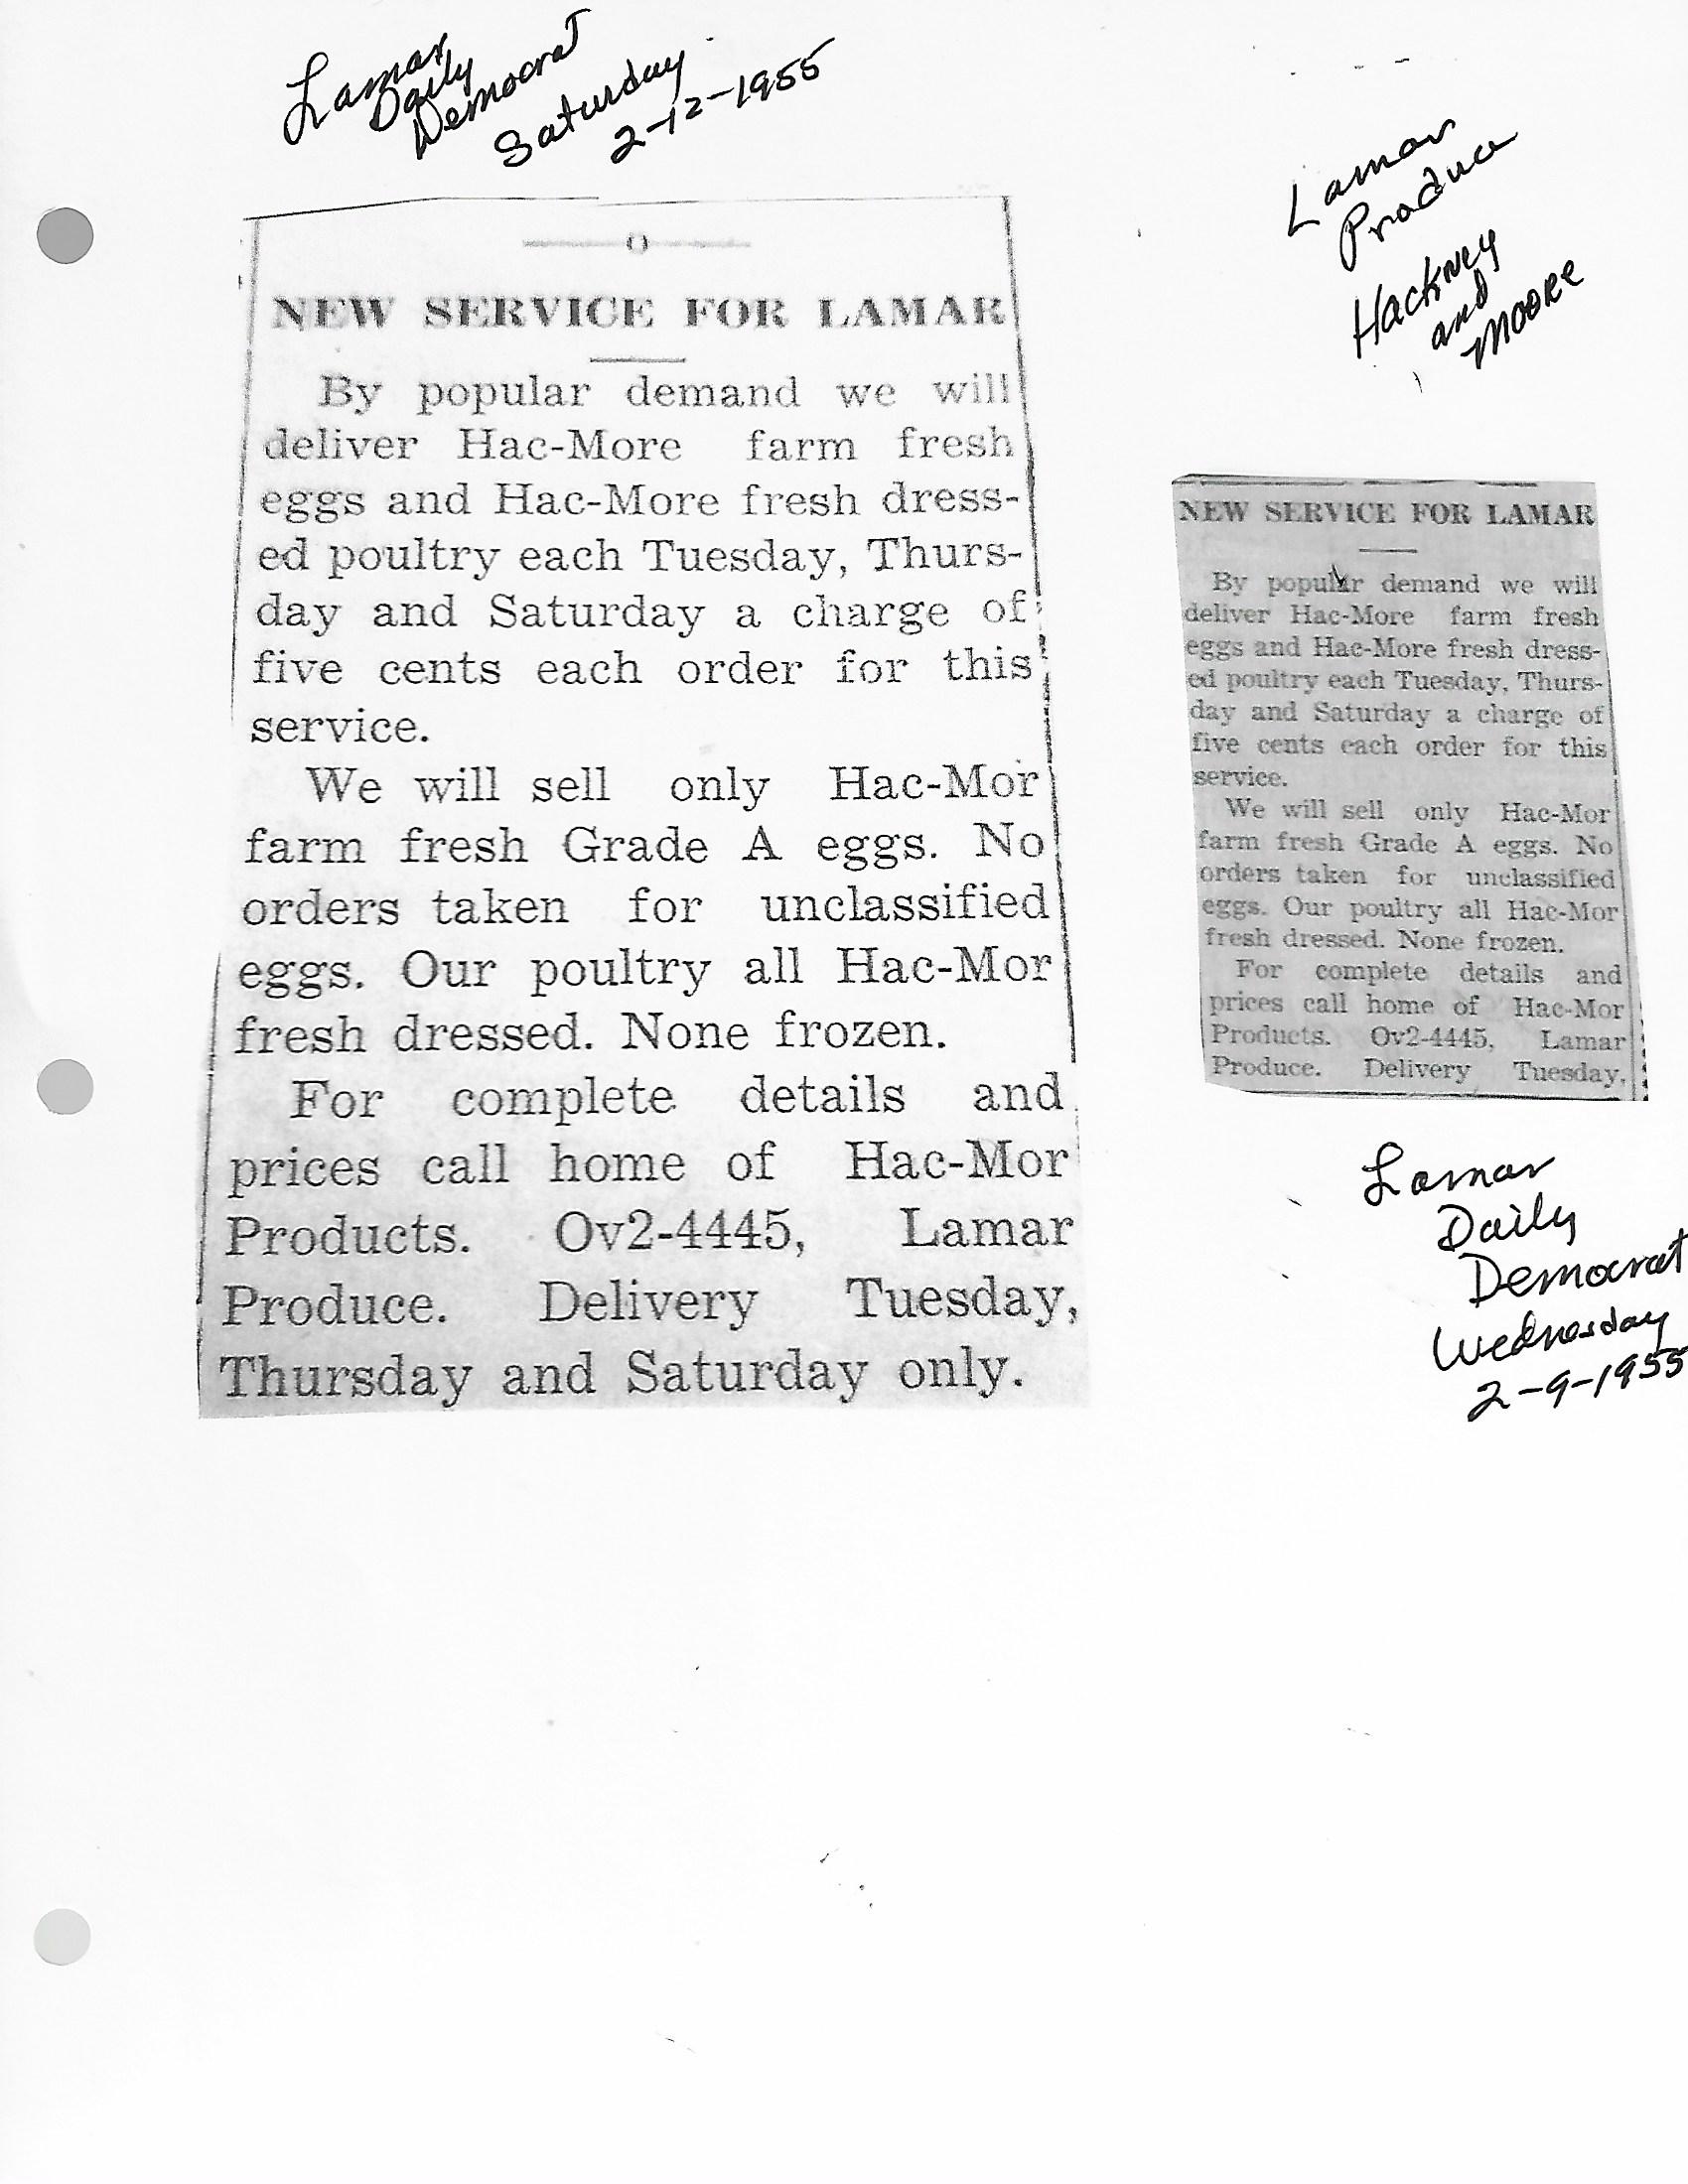 Lamar
Daily
Democrat
Saturday
2-12-1955
NEW SERVICE FOR LAMAR
By popular demand we will
deliver Hac-More farm fresh
eggs and Hac-More fresh dress-
ed poultry each Tuesday, Thurs-
day and Saturday a charge of
five cents each order for this
service.
We will sell only Hac-Mor
farm fresh Grade A eggs. No
orders taken for unclassified
eggs. Our poultry all Hac-Mor
fresh dressed. None frozen.
For complete details and
prices call home of Hac-Mor
Products. Ov2-4445, Lamar
Produce. Delivery Tuesday,
Thursday and Saturday only.
Lamar
Produce
Hackney
and
Moore
NEW SERVICE FOR LAMAR
By popular demand we will
deliver Hac-More farm fresh
eggs and Hac-More fresh dress-
ed poultry each Tuesday, Thurs-
day and Saturday a charge of
five cents each order for this
service.
We will sell only Hac-Mor
farm fresh Grade A eggs. No
orders taken for unclassified
eggs. Our poultry all Hac-Mor
fresh dressed. None frozen.
For complete details and
prices call home of Hac-Mor
Products. Ov2-4445, Lamar
Produce. Delivery Tuesday,
Lamar
Daily
Democrat
Wednesday
2-9-1955